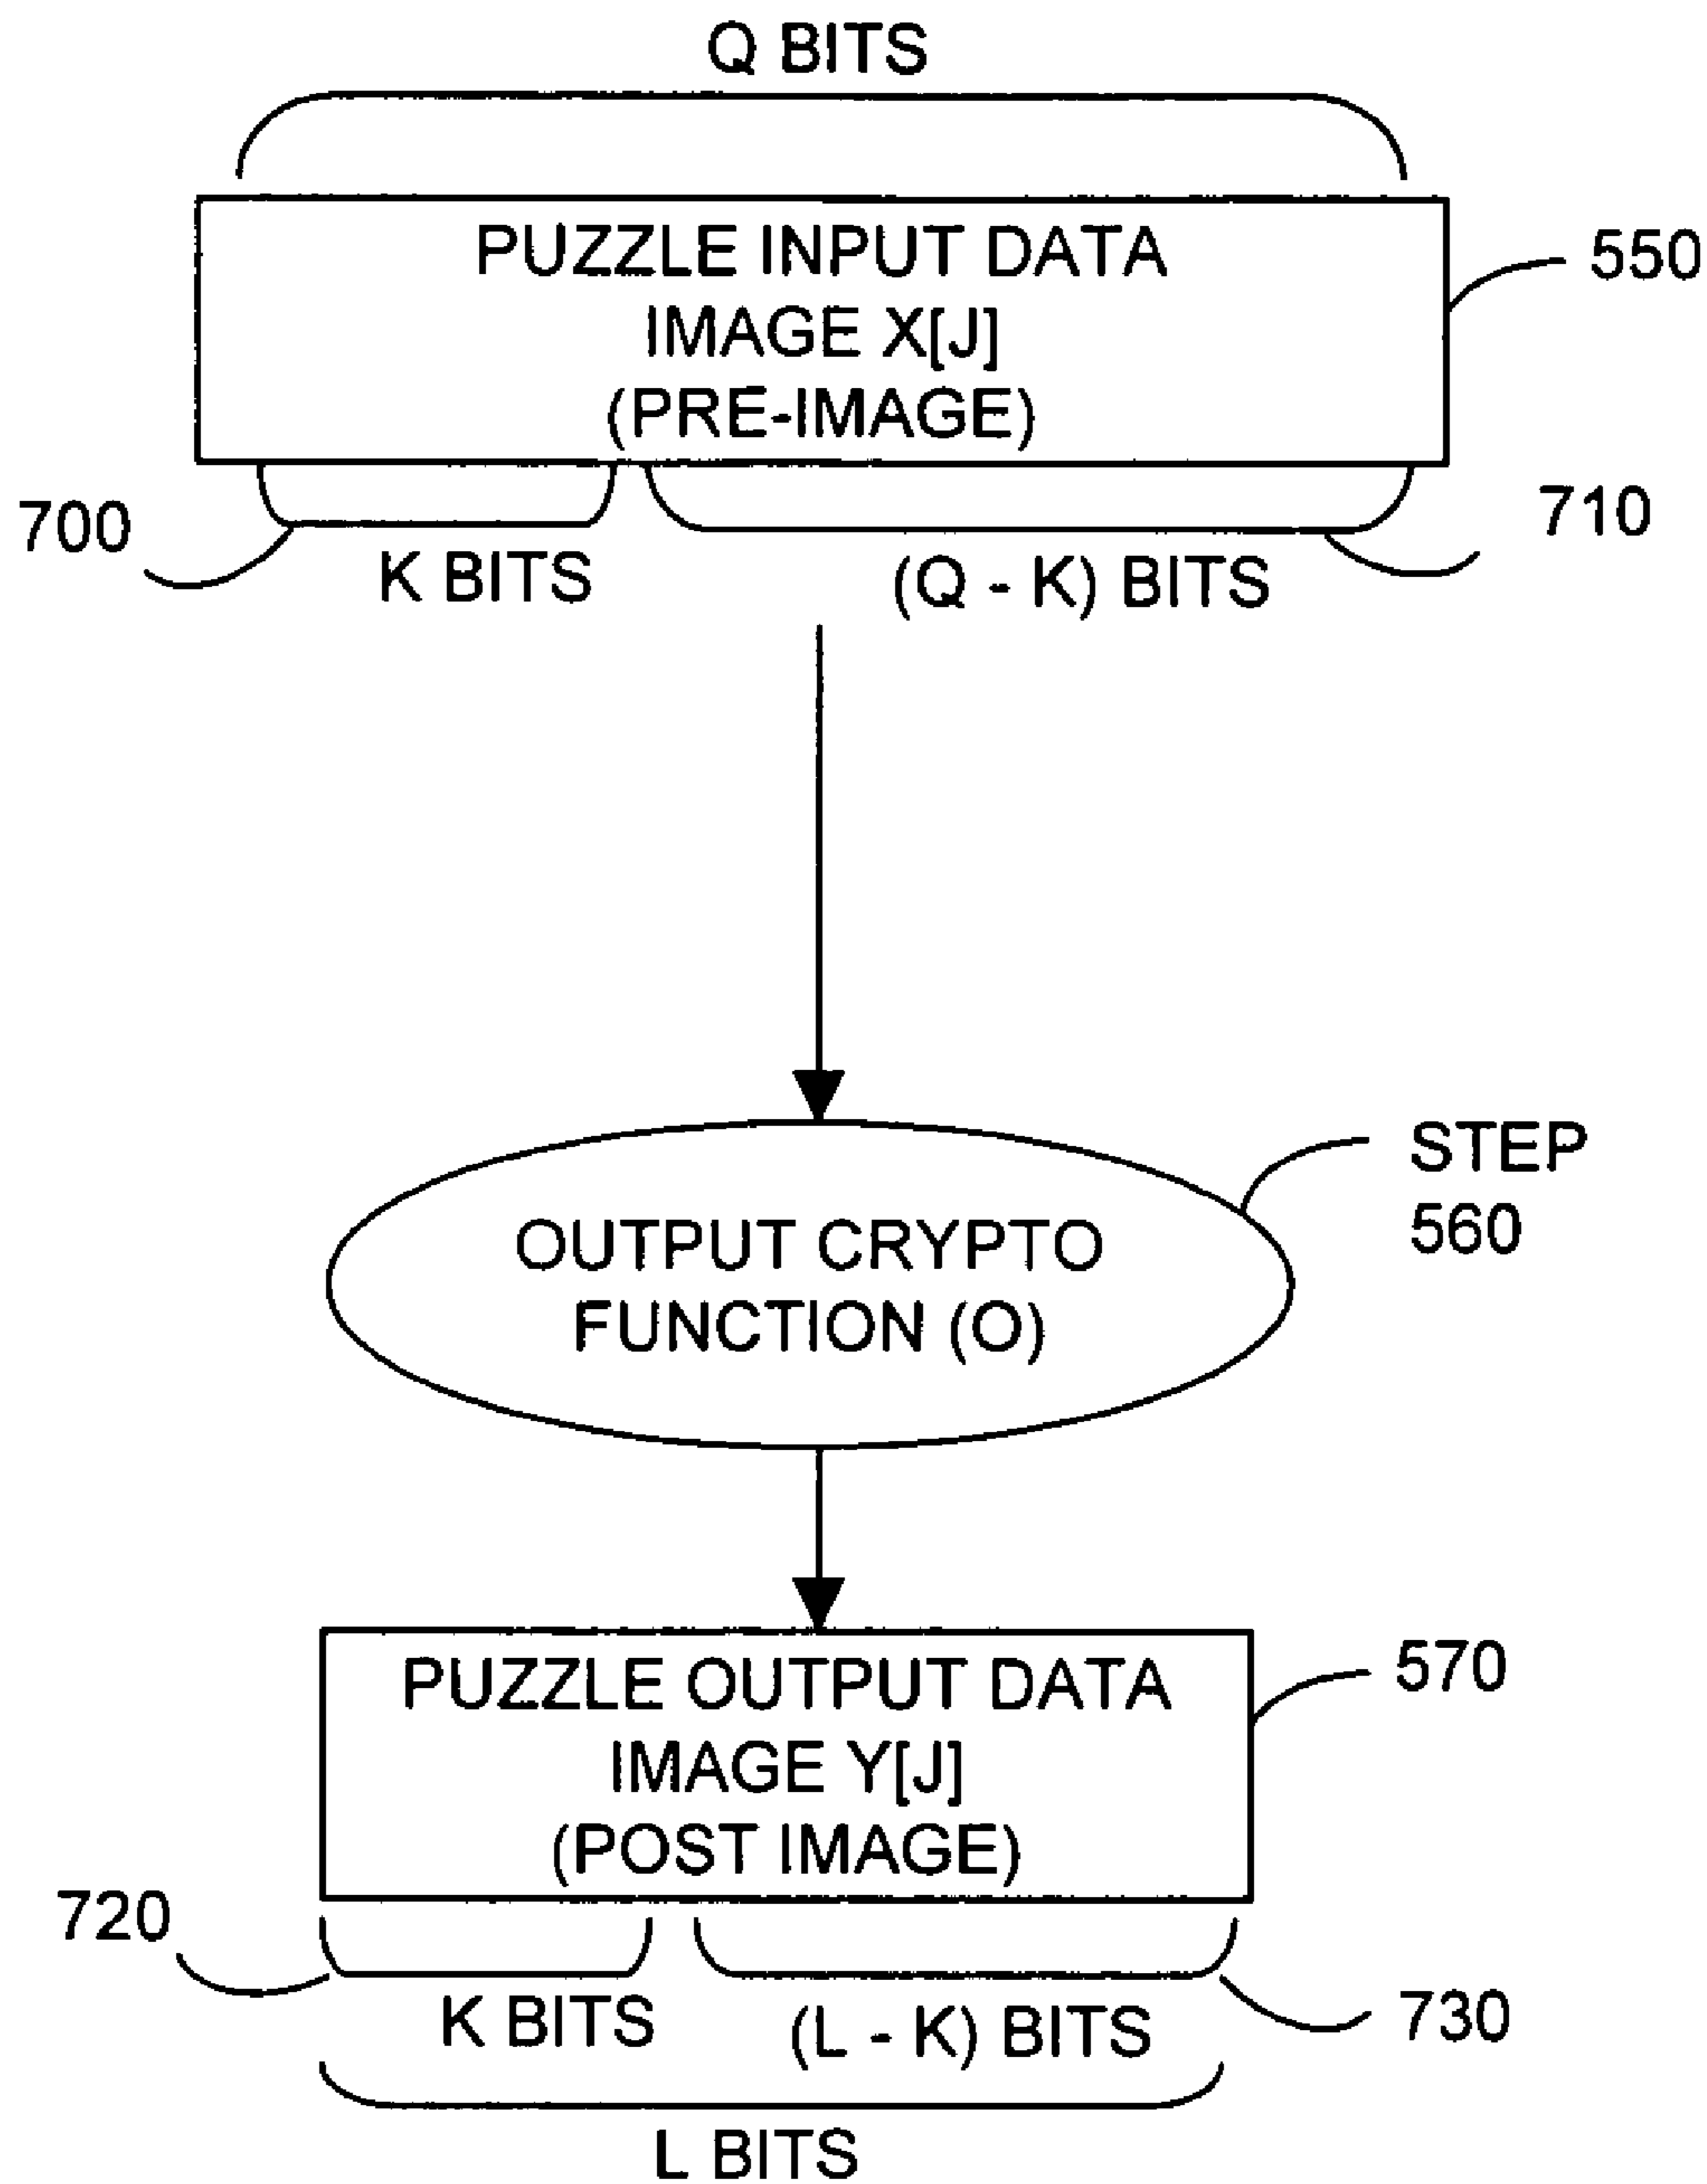 Q BITS
PUZZLE INPUT DATA
IMAGE X[J]
(PRE-IMAGE)
550
700
K BITS
(Q - K) BITS
710
OUTPUT CRYPTO
FUNCTION (O)
STEP
560
PUZZLE OUTPUT DATA
IMAGE Y[J]
(POST IMAGE)
570
720
K BITS
(L - K) BITS
730
L BITS